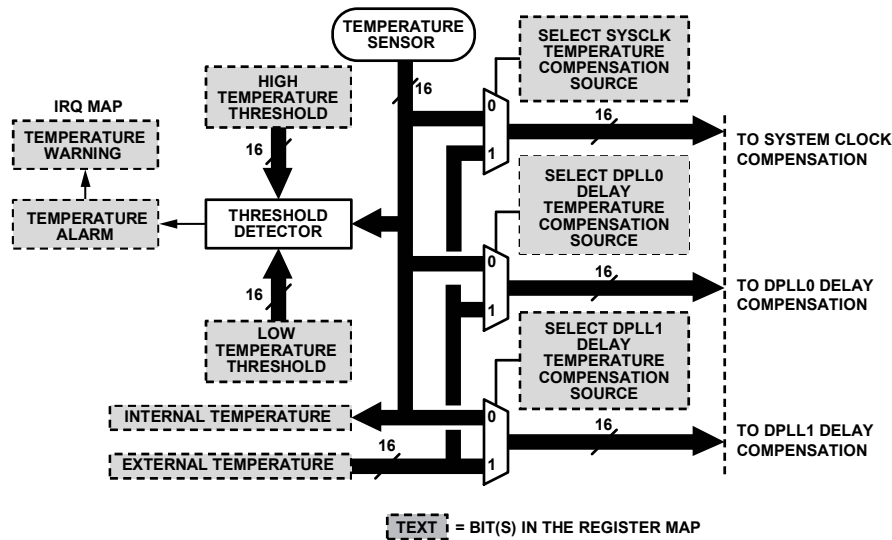 TEMPERATURE
SENSOR
16
SELECT SYSCLK
TEMPERATURE
COMPENSATION
SOURCE
HIGH
TEMPERATURE
THRESHOLD
16
IRQ MAP
TEMPERATURE
WARNING
TEMPERATURE
ALARM
THRESHOLD
DETECTOR
16
LOW
TEMPERATURE
THRESHOLD
0
1
16
TO SYSTEM CLOCK
COMPENSATION
SELECT DPLL0
DELAY
TEMPERATURE
COMPENSATION
SOURCE
0
1
16
TO DPLL0 DELAY
COMPENSATION
SELECT DPLL1
DELAY
TEMPERATURE
COMPENSATION
SOURCE
INTERNAL TEMPERATURE
EXTERNAL TEMPERATURE
16
0
1
16
TO DPLL1 DELAY
COMPENSATION
TEXT = BIT(S) IN THE REGISTER MAP